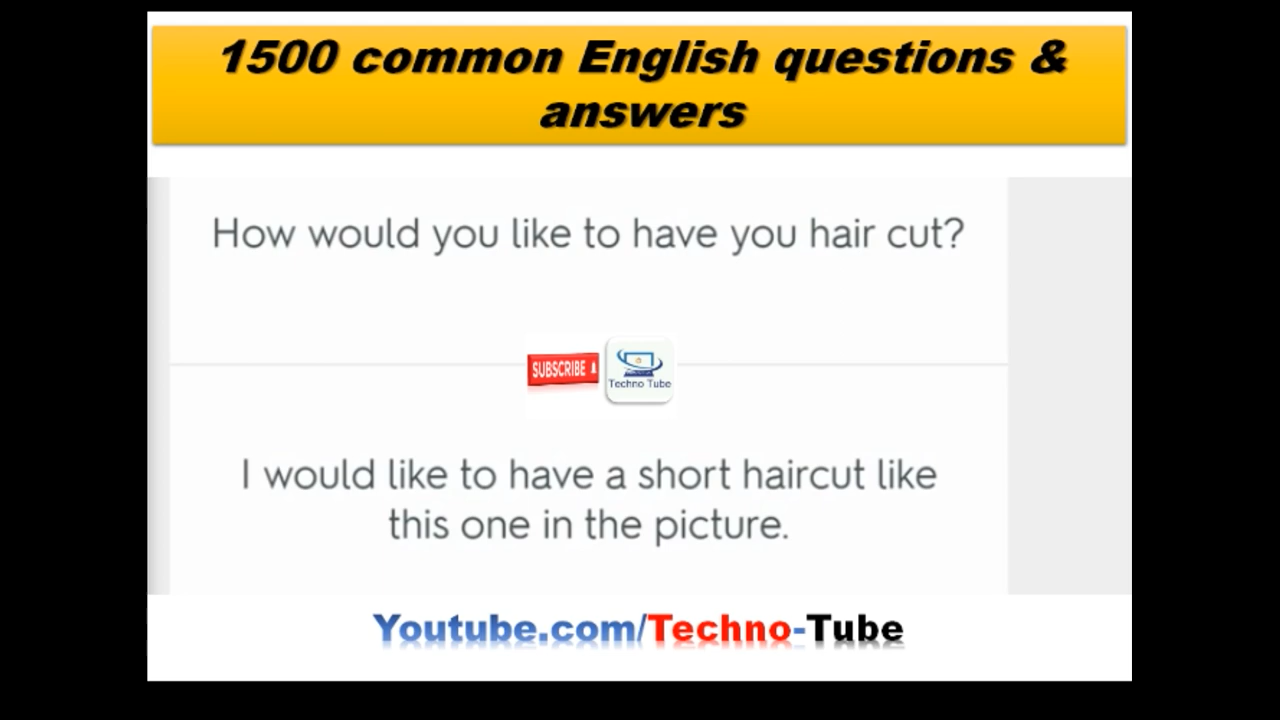 1500 common English questions &
answers
How would you like to have you hair cut?
SUBSCRIBE
Techno Tube
I would like to have a short haircut like
this one in the picture.
Youtube.com/Techno-Tube